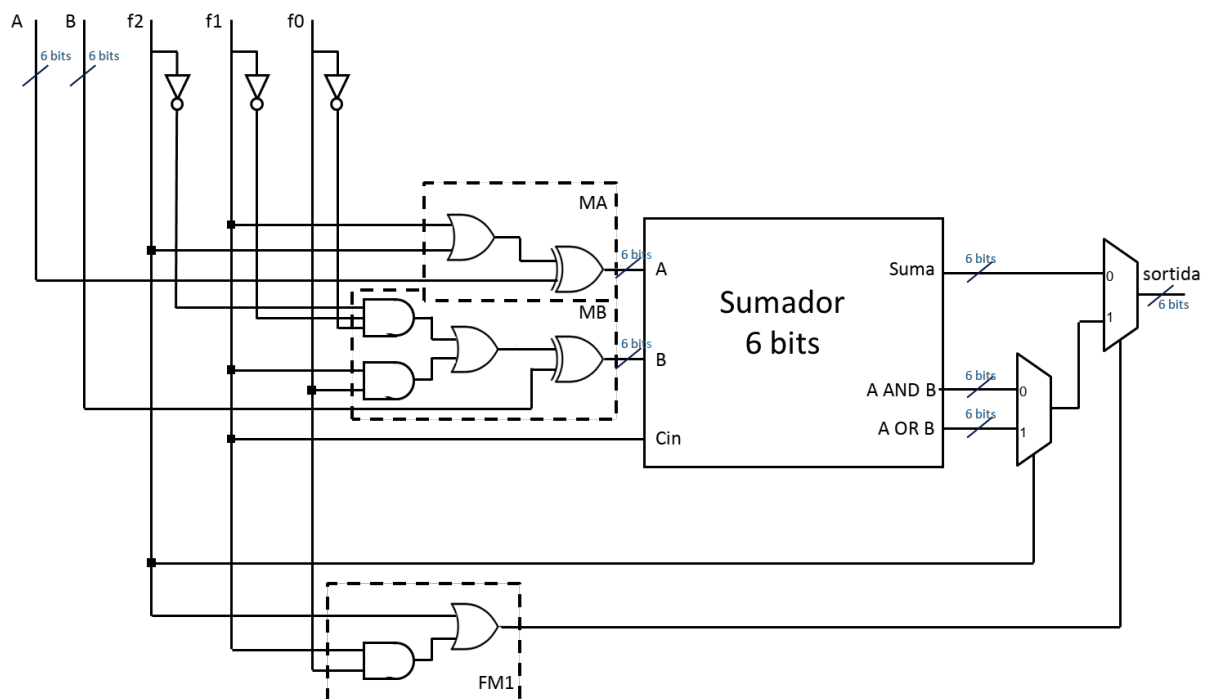 A B f2 f1 f0
6 bits 6 bits
MA
6 bits
A
Suma
6 bits
0
sortida
6 bits
MB
Sumador
6 bits
1
6 bits
B
A AND B
6 bits
0
A OR B
6 bits
1
Cin
FM1